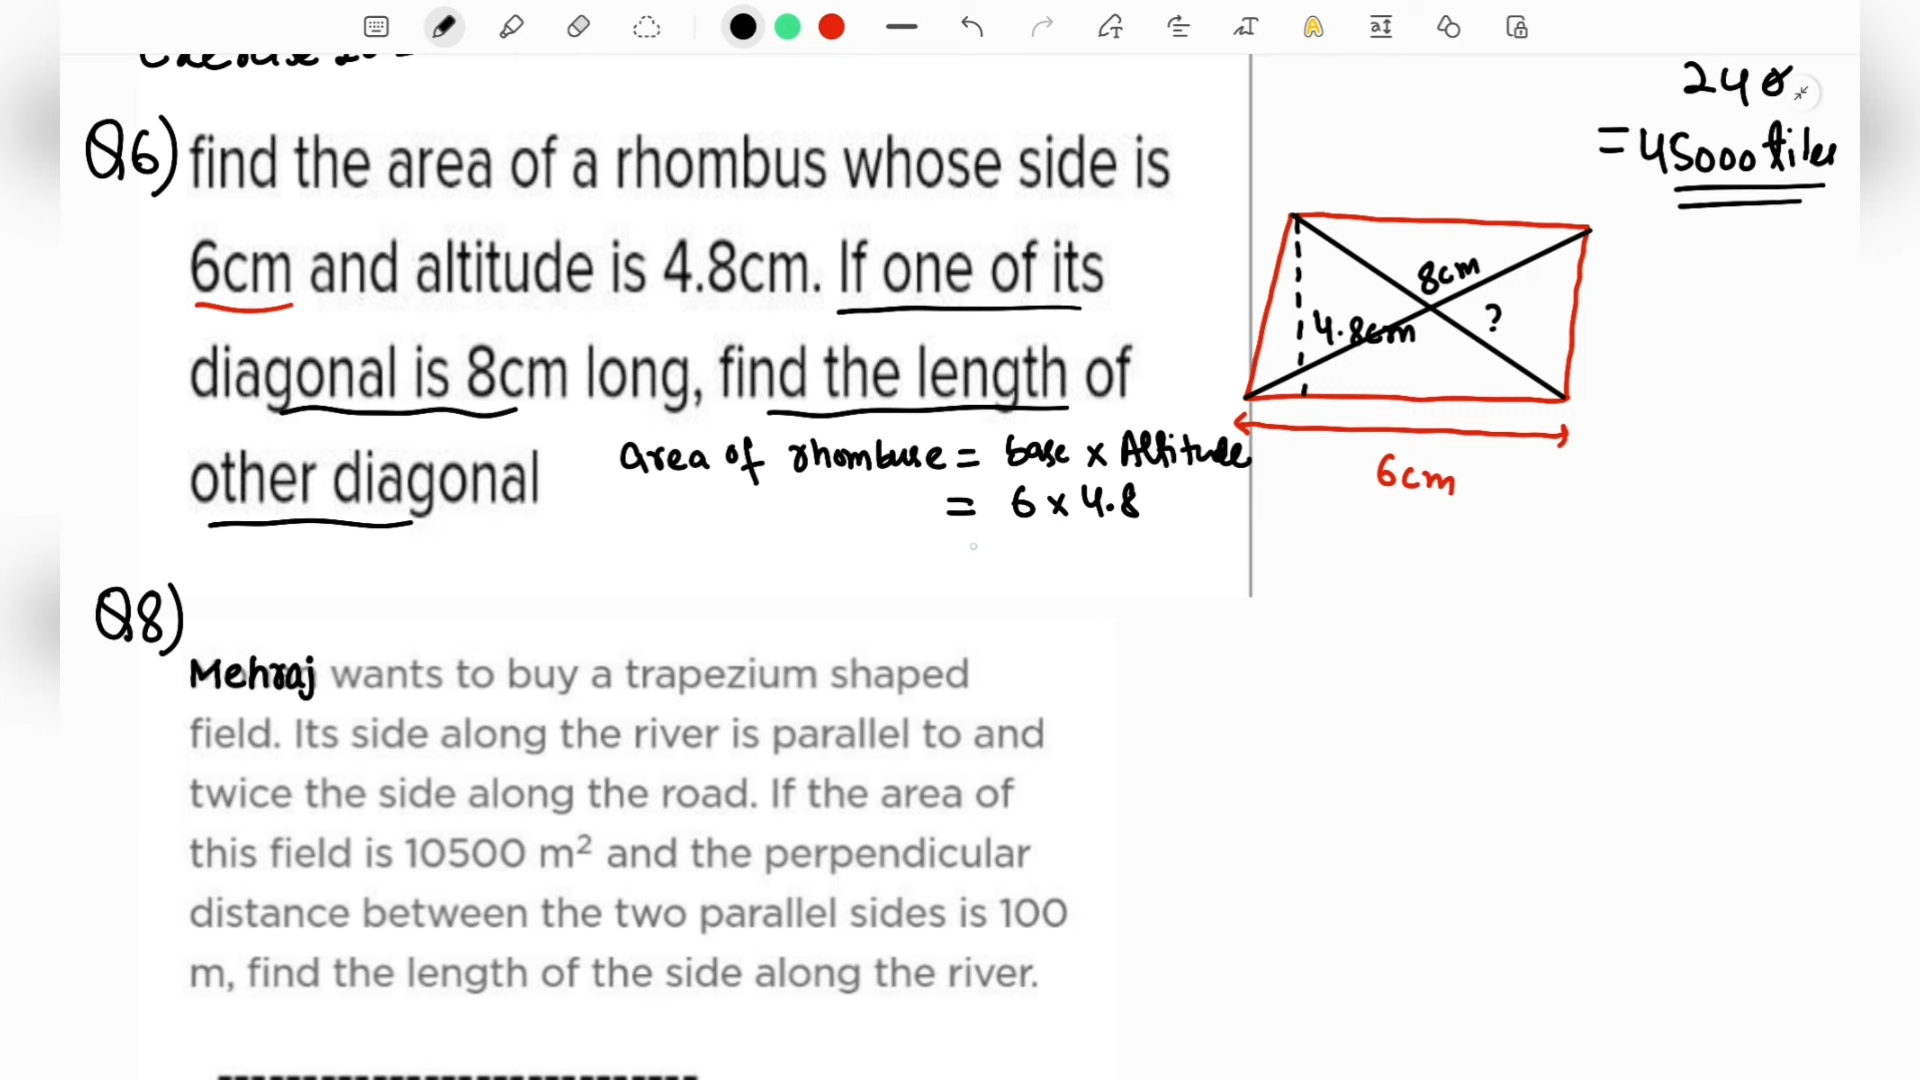 240
= 45000 tiles
Q6) find the area of a rhombus whose side is
6cm and altitude is 4.8cm. If one of its
diagonal is 8cm long, find the length of
other diagonal
area of rhombuse = base x Altitude
= 6 x 4.8
8cm
4.8cm
?
6cm
Q8)
Mehraj wants to buy a trapezium shaped
field. Its side along the river is parallel to and
twice the side along the road. If the area of
this field is 10500 m² and the perpendicular
distance between the two parallel sides is 100
m, find the length of the side along the river.